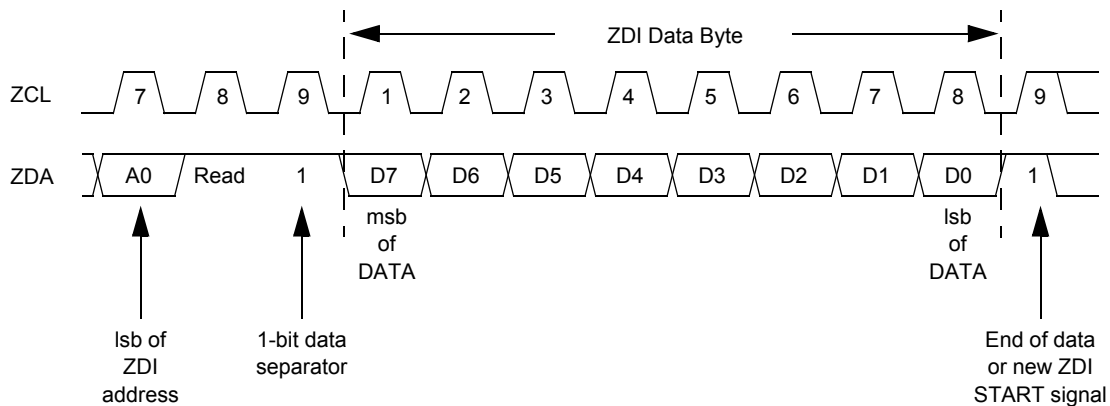 ZDI Data Byte
ZCL 7 8 9 1 2 3 4 5 6 7 8 9
ZDA A0 Read 1 D7 D6 D5 D4 D3 D2 D1 D0 1
msb
of
DATA
lsb
of
DATA
lsb of
ZDI
address
1-bit data
separator
End of data
or new ZDI
START signal